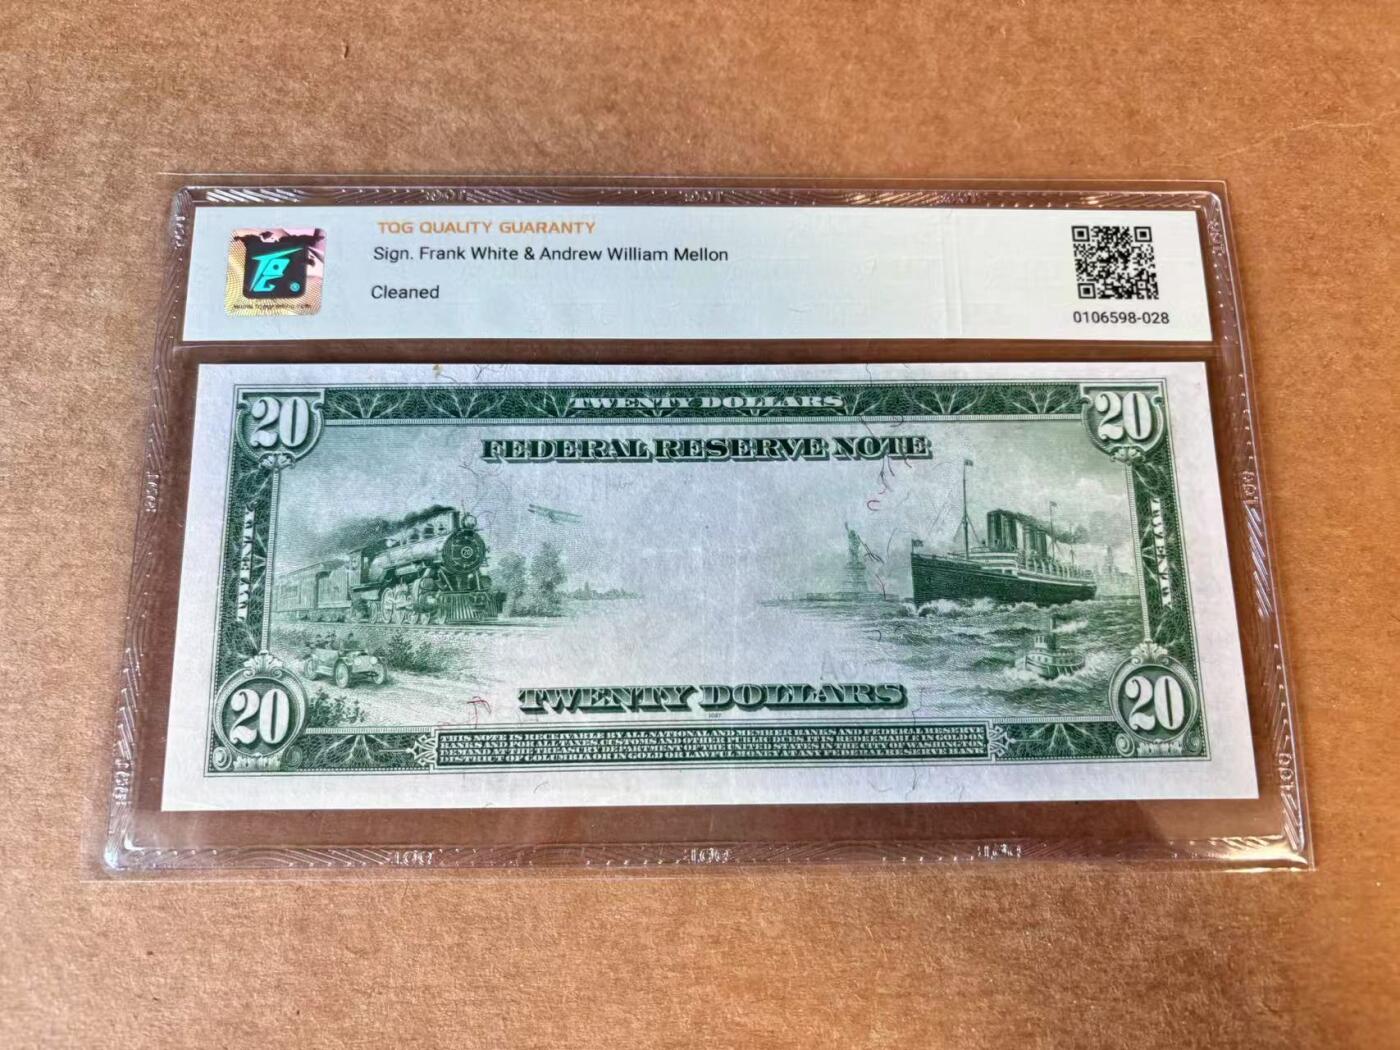 TQG QUALITY GUARANTY
Sign. Frank White & Andrew William Mellon
Cleaned
0106598-028
20 TWENTY DOLLARS 20
FEDERAL RESERVE NOTE
20
TWENTY
TWENTY
TWENTY DOLLARS
1087
20
20
THIS NOTE IS RECEIVABLE BY ALL NATIONAL AND MEMBER BANKS AND FEDERAL RESERVE
BANKS AND FOR ALL TAXES, CUSTOMS AND OTHER PUBLIC DUES. IT IS REDEEMABLE IN GOLD
ON DEMAND AT THE TREASURY DEPARTMENT OF THE UNITED STATES IN THE CITY OF WASHINGTON
DISTRICT OF COLUMBIA OR IN GOLD OR LAWFUL MONEY AT ANY FEDERAL RESERVE BANK